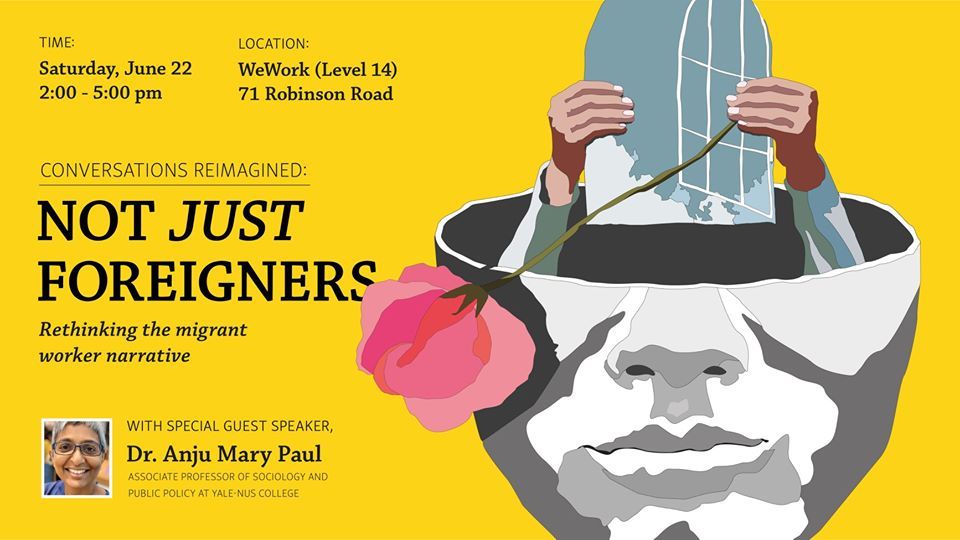 TIME:
Saturday, June 22
2:00 - 5:00 pm
LOCATION:
WeWork (Level 14)
71 Robinson Road
CONVERSATIONS REIMAGINED:
NOT JUST
FOREIGNERS
Rethinking the migrant
worker narrative
WITH SPECIAL GUEST SPEAKER,
Dr. Anju Mary Paul
ASSOCIATE PROFESSOR OF SOCIOLOGY AND
PUBLIC POLICY AT YALE-NUS COLLEGE